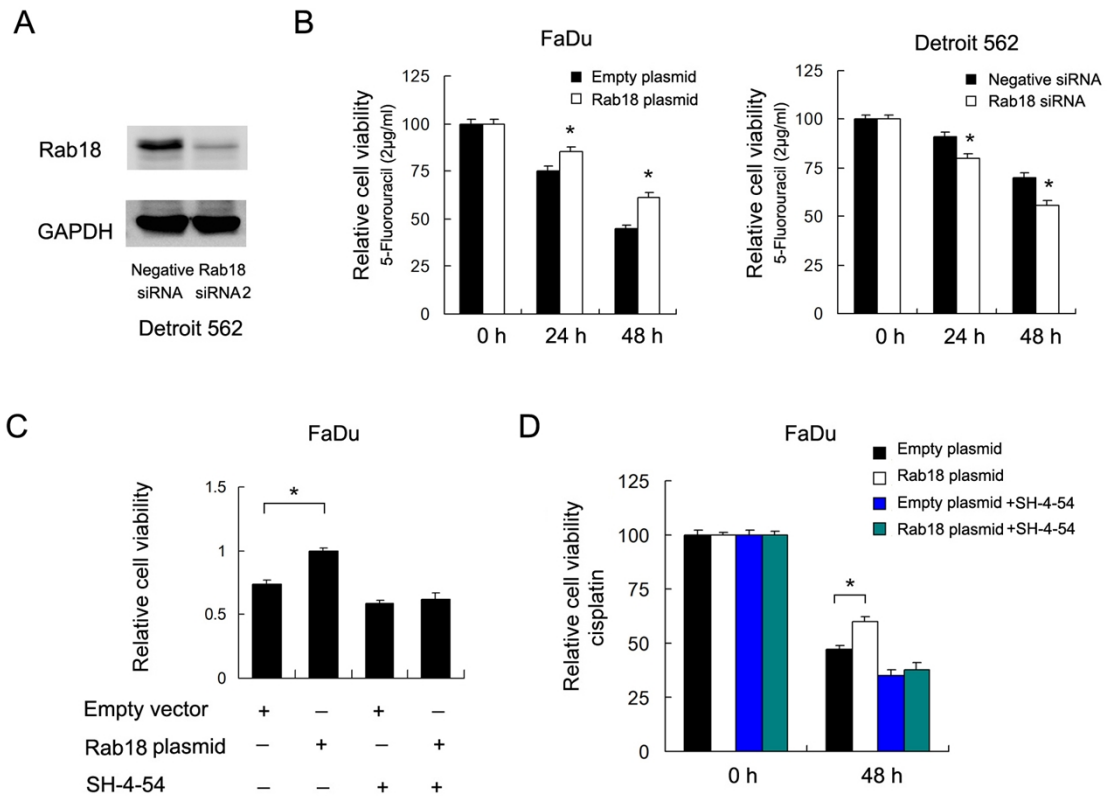 A
Rab18
GAPDH
Negative Rab18
siRNA siRNA2
Detroit 562
B
FaDu
Empty plasmid
Rab18 plasmid
Relative cell viability
5-Fluorouracil (2μg/ml)
125
100
75
50
25
0
*
*
0 h 24 h 48 h
Detroit 562
Negative siRNA
Rab18 siRNA
Relative cell viability
5-Fluorouracil (2μg/ml)
125
100
75
50
25
0
*
*
0 h 24 h 48 h
C
FaDu
Relative cell viability
1.5
1
0.5
0
*
Empty vector + – + –
Rab18 plasmid – + – +
SH-4-54 – – + +
D
FaDu
Empty plasmid
Rab18 plasmid
Empty plasmid +SH-4-54
Rab18 plasmid +SH-4-54
Relative cell viability
cisplatin
125
100
75
50
25
0
*
0 h 48 h